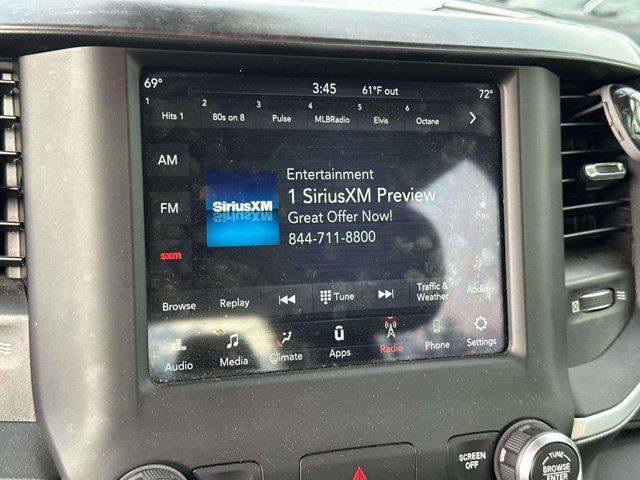 69° 3:45 61°F out 72°
1 Hits 1 2 80s on 8 3 Pulse 4 MLBRadio 5 Elvis 6 Octane
AM
FM
sxm
SiriusXM
Entertainment
1 SiriusXM Preview
Great Offer Now!
844-711-8800
Fav
Audio
Browse Replay Tune Traffic & Weather
Audio Media Climate Apps Radio Phone Settings
SCREEN
OFF
TUNE
BROWSE
ENTER